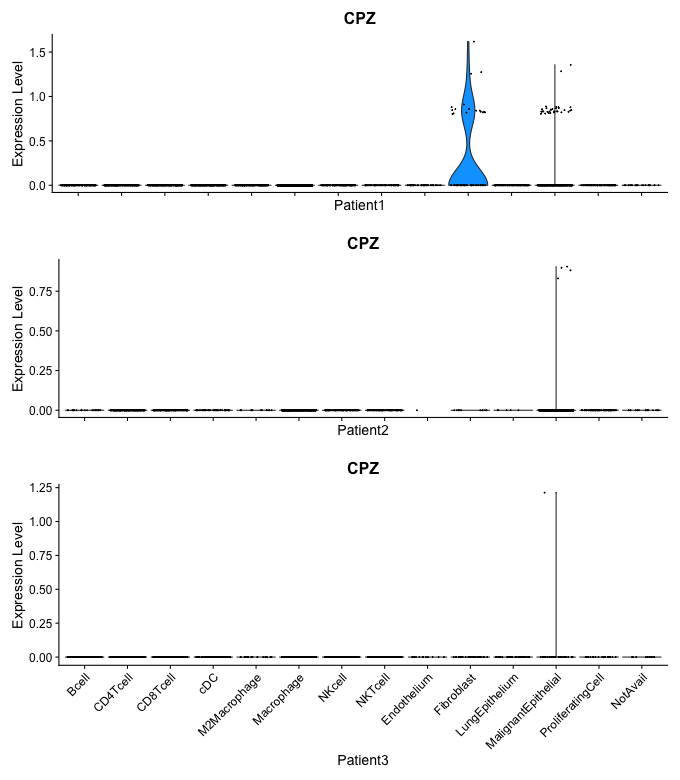 CPZ
Expression Level
1.5
1.0
0.5
0.0
Patient1
CPZ
Expression Level
0.75
0.50
0.25
0.00
Patient2
CPZ
Expression Level
1.25
1.00
0.75
0.50
0.25
0.00
Bcell
CD4Tcell
CD8Tcell
cDC
M2Macrophage
Macrophage
NKcell
NKTcell
Endothelium
Fibroblast
LungEpithelium
MalignantEpithelial
ProliferatingCell
NotAvail
Patient3